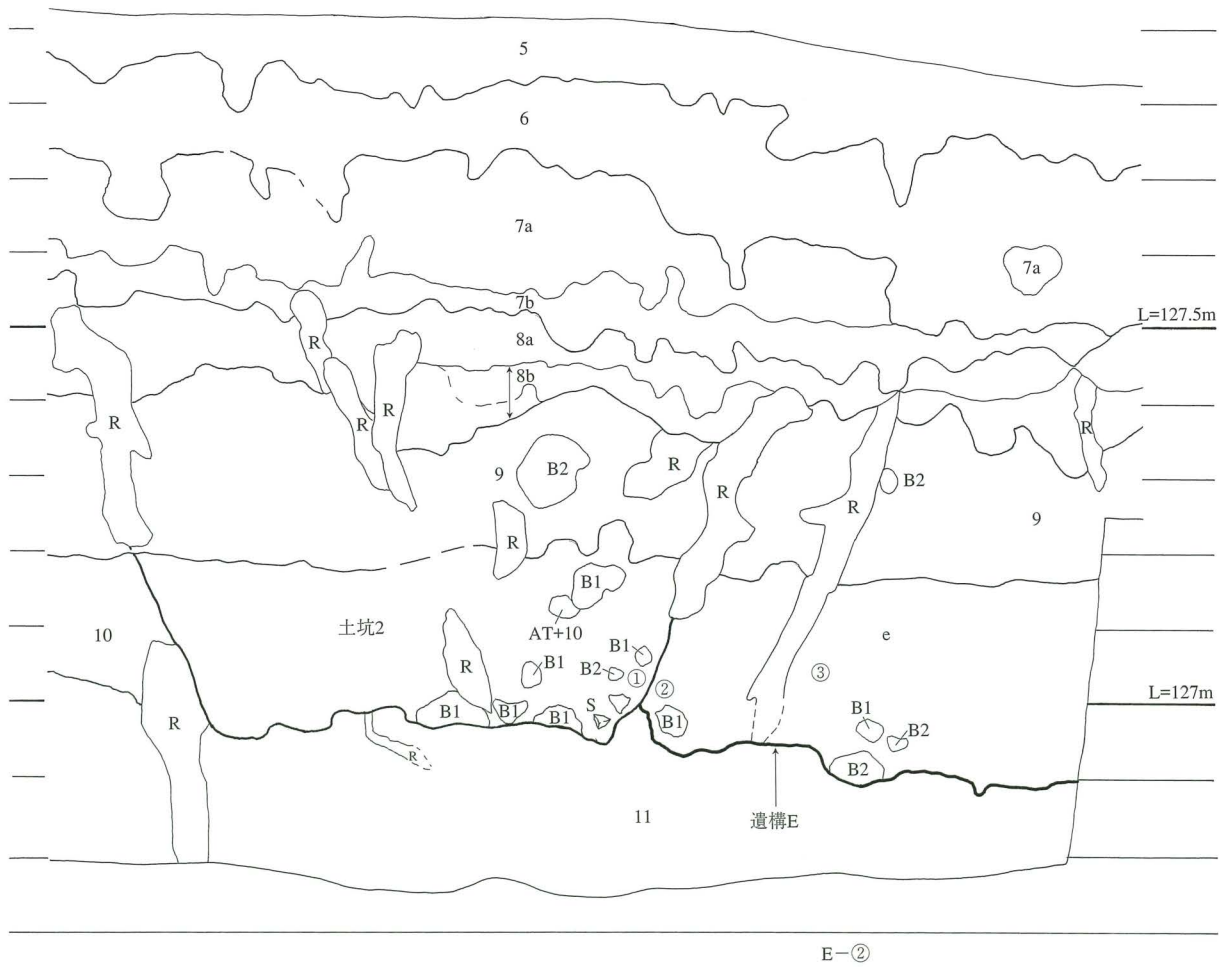 5
6
7a
7a
L=127.5m
7b
8a
R
8b
R
R
R
R
R
9
B2
R
R
R
B2
9
R
B1
AT+10
土坑2
10
e
B1
B1
B2
①
③
R
②
L=127m
S
B1
B1
B1
B1
B1
B2
R
R
B2
11
遺構E
E-②